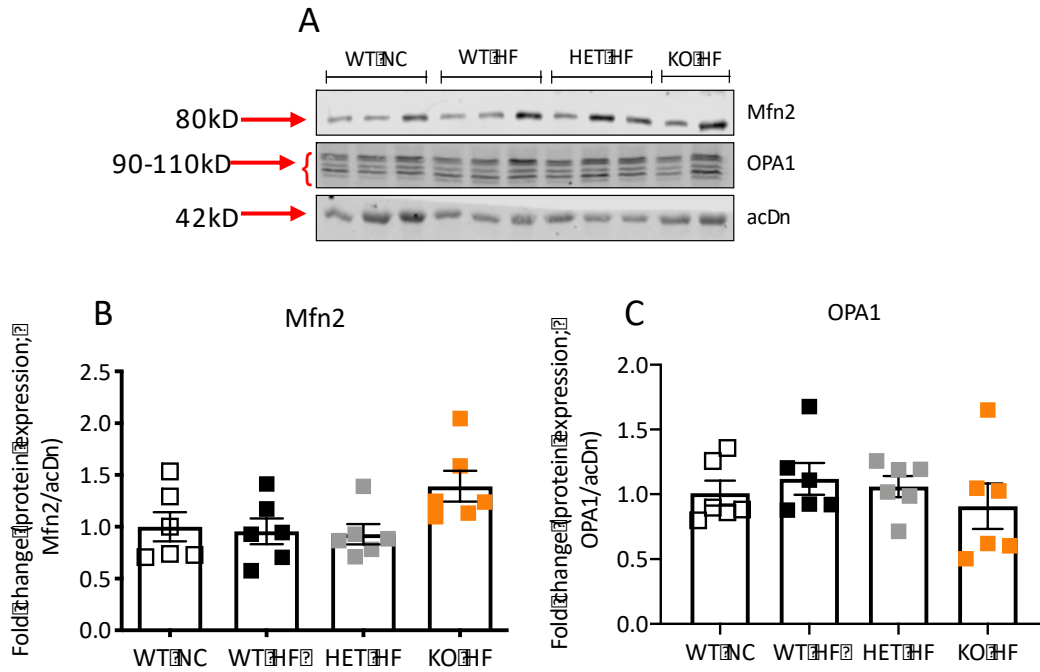 A
WT NC WT HF HET HF KO HF
80kD Mfn2
90-110kD OPA1
42kD acDn
B Mfn2
Fold change (protein expression;
Mfn2/acDn)
2.5
2.0
1.5
1.0
0.5
0.0
WT NC WT HF HET HF KO HF
C OPA1
Fold change (protein expression;
OPA1/acDn)
2.0
1.5
1.0
0.5
0.0
WT NC WT HF HET HF KO HF